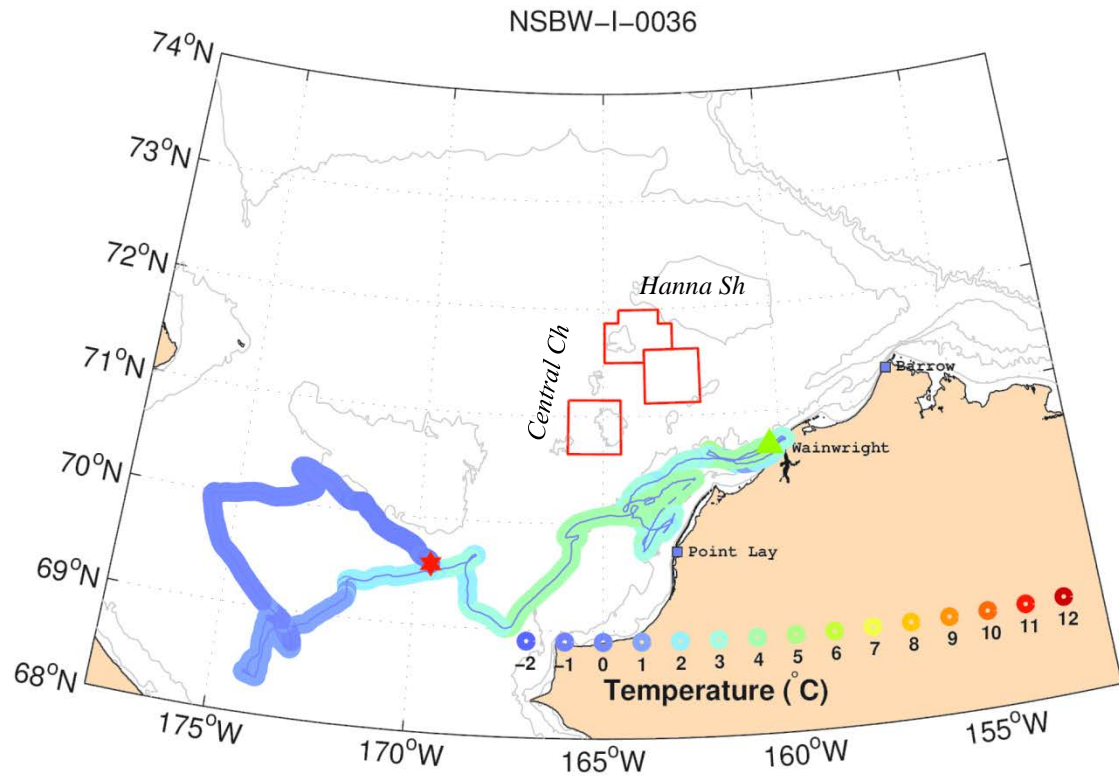 NSBW−I−0036
74°N
73°N
72°N
71°N
70°N
69°N
68°N
Hanna Sh
Central Ch
Barrow
Wainwright
Point Lay
−2 −1 0 1 2 3 4 5 6 7 8 9 10 11 12
Temperature (°C)
175°W 170°W 165°W 160°W 155°W